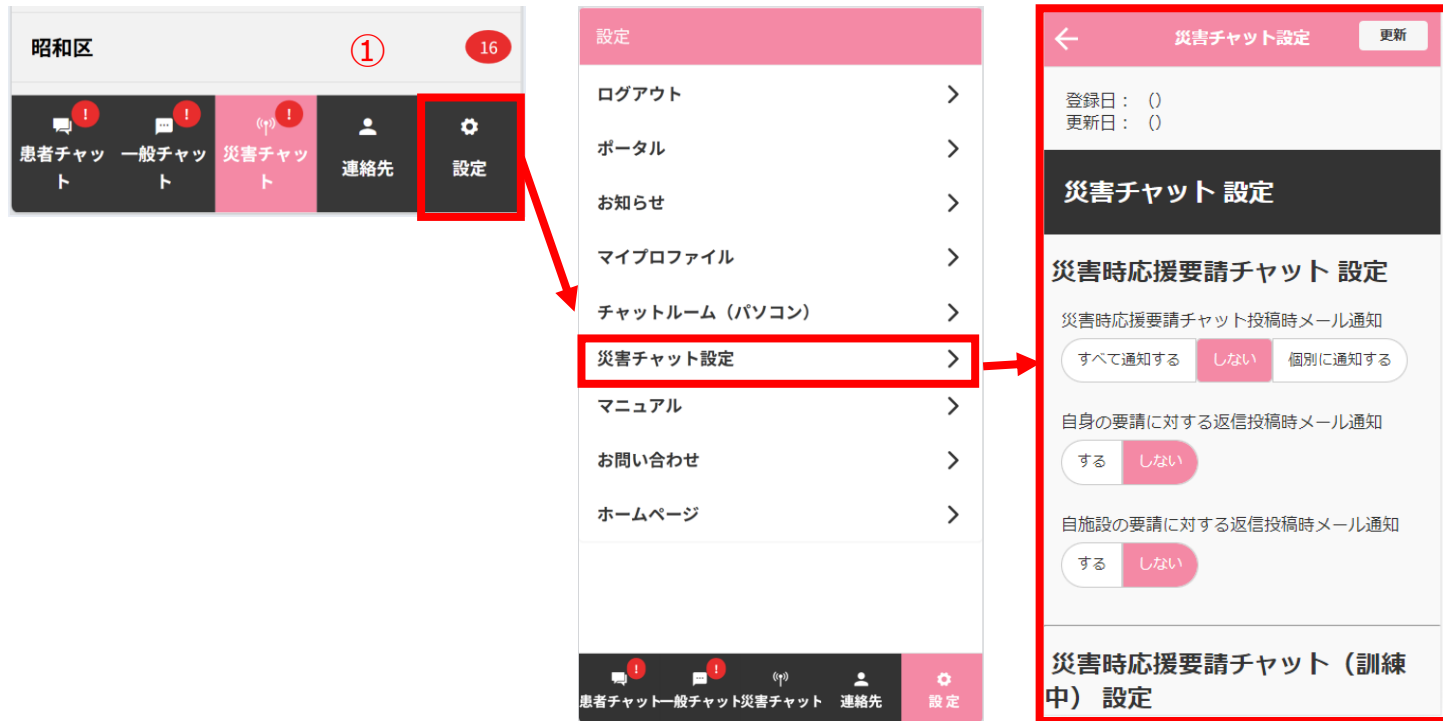 昭和区
①
16
!
!
!
患者チャッ
ト
一般チャッ
ト
災害チャッ
ト
連絡先
設定
設定
ログアウト
ポータル
お知らせ
マイプロファイル
チャットルーム（パソコン）
災害チャット設定
マニュアル
お問い合わせ
ホームページ
!
!
患者チャット
一般チャット
災害チャット
連絡先
設定
災害チャット設定
更新
登録日： ()
更新日： ()
災害チャット 設定
災害時応援要請チャット 設定
災害時応援要請チャット投稿時メール通知
すべて通知する しない 個別に通知する
自身の要請に対する返信投稿時メール通知
する しない
自施設の要請に対する返信投稿時メール通知
する しない
災害時応援要請チャット（訓練
中） 設定